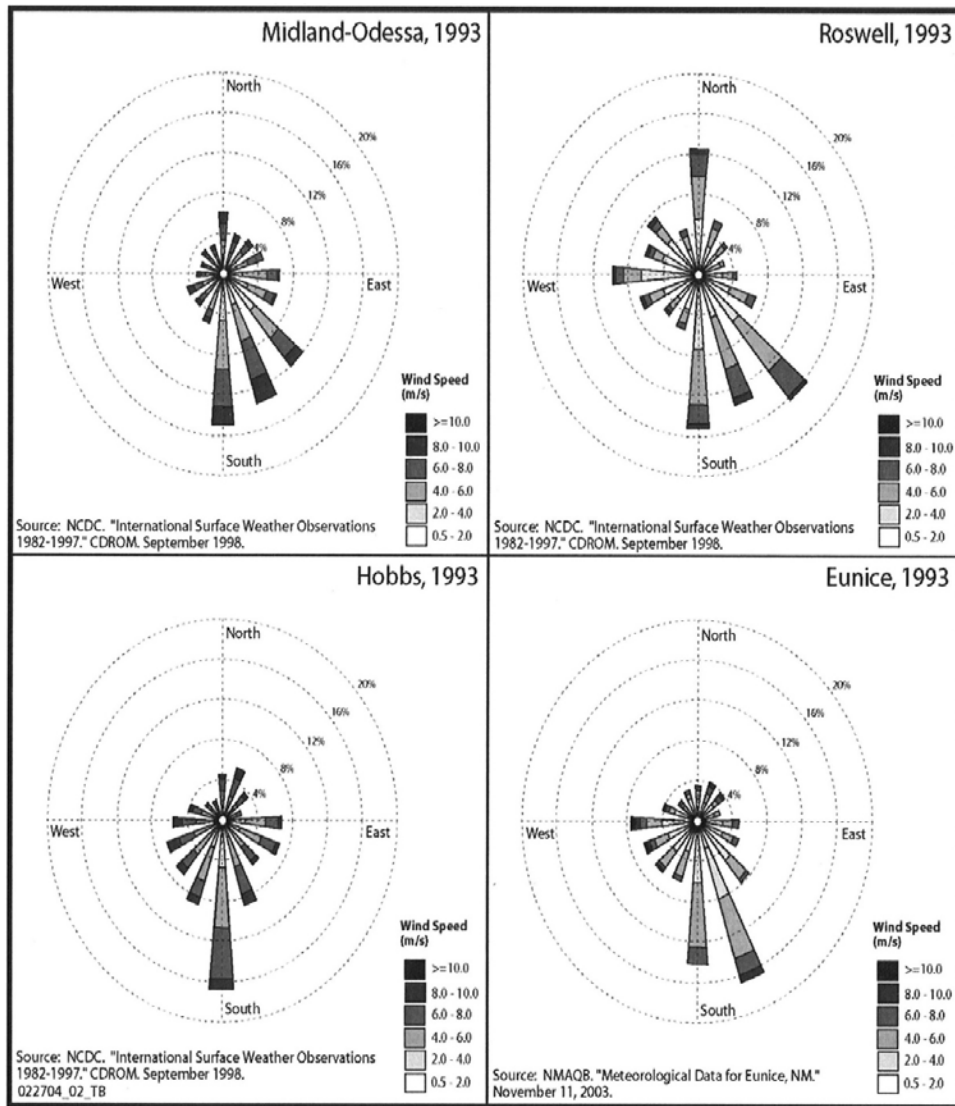 Midland-Odessa, 1993
North
20%
16%
12%
8%
4%
West
East
South
Wind Speed
(m/s)
>=10.0
8.0 - 10.0
6.0 - 8.0
4.0 - 6.0
2.0 - 4.0
0.5 - 2.0
Source: NCDC. "International Surface Weather Observations
1982-1997." CDROM. September 1998.
Roswell, 1993
North
20%
16%
12%
8%
4%
West
East
South
Wind Speed
(m/s)
>=10.0
8.0 - 10.0
6.0 - 8.0
4.0 - 6.0
2.0 - 4.0
0.5 - 2.0
Source: NCDC. "International Surface Weather Observations
1982-1997." CDROM. September 1998.
Hobbs, 1993
North
20%
16%
12%
8%
4%
West
East
South
Wind Speed
(m/s)
>=10.0
8.0 - 10.0
6.0 - 8.0
4.0 - 6.0
2.0 - 4.0
0.5 - 2.0
Source: NCDC. "International Surface Weather Observations
1982-1997." CDROM. September 1998.
022704_02_TB
Eunice, 1993
North
20%
16%
12%
8%
4%
West
East
South
Wind Speed
(m/s)
>=10.0
8.0 - 10.0
6.0 - 8.0
4.0 - 6.0
2.0 - 4.0
0.5 - 2.0
Source: NMAQB. "Meteorological Data for Eunice, NM."
November 11, 2003.